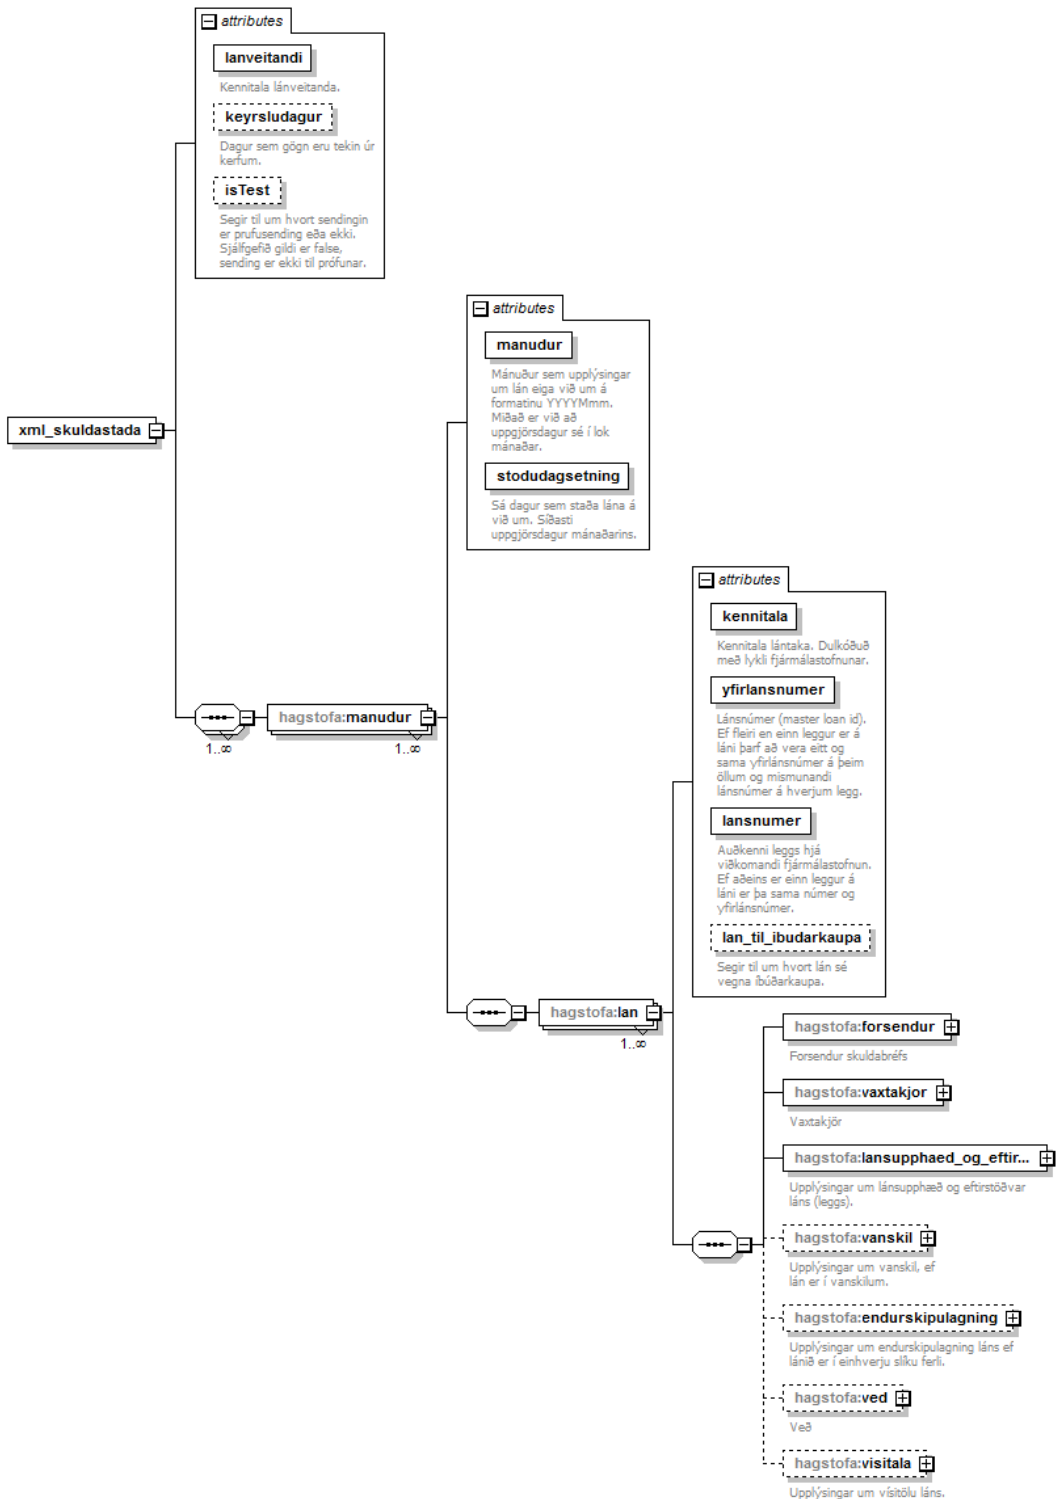 attributes
lanveitandi
Kennitala lánveitanda.
keyrsludagur
Dagur sem gögn eru tekin úr
kerfum.
isTest
Segir til um hvort sendingin
er prufusending eða ekki.
Sjálfgefið gildi er false,
sending er ekki til prófunar.
attributes
manudur
Mánuður sem upplýsingar
um lán eiga við um á
formatinu YYYYMmm.
Miðað er við að
uppgjörsdagur sé í lok
mánaðar.
stodudagsetning
Sá dagur sem staða lána á
við um. Síðasti
uppgjörsdagur mánaðarins.
xml_skuldastada
attributes
kennitala
Kennitala lántaka. Dulkóðuð
með lykli fjármálastofnunar.
yfirlansnumer
Lánsnúmer (master loan id).
Ef fleiri en einn leggur er á
láni þarf að vera eitt og
sama yfirlánsnúmer á þeim
öllum og mismunandi
lánsnúmer á hverjum legg.
lansnumer
Auðkenni leggs hjá
viðkomandi fjármálastofnun.
Ef aðeins er einn leggur á
láni er þa sama númer og
yfirlánsnúmer.
lan_til_ibudarkaupa
Segir til um hvort lán sé
vegna íbúðarkaupa.
hagstofa:manudur
1..∞
1..∞
hagstofa:lan
1..∞
hagstofa:forsendur
Forsendur skuldabréfs
hagstofa:vaxtakjor
Vaxtakjör
hagstofa:lansupphaed_og_eftir...
Upplýsingar um lánsupphæð og eftirstöðvar
láns (leggs).
hagstofa:vanskil
Upplýsingar um vanskil, ef
lán er í vanskilum.
hagstofa:endurskipulagning
Upplýsingar um endurskipulagning láns ef
lánið er í einhverju slíku ferli.
hagstofa:ved
Veð
hagstofa:visitala
Upplýsingar um vísitölu láns.